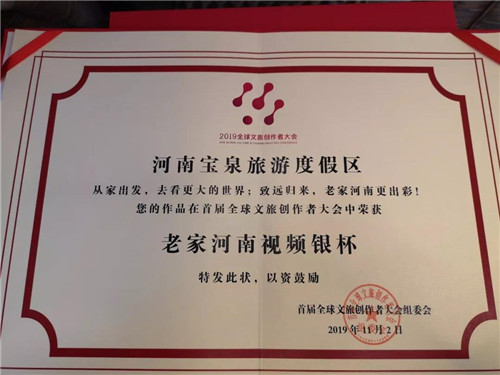 2019全球文旅创作者大会
河南宝泉旅游度假区
从家出发，去看更大的世界；致远归来，老家河南更出彩！
您的作品在首届全球文旅创作者大会中荣获
老家河南视频银杯
特发此状，以资鼓励
首届全球文旅创作者大会组委会
2019年11月2日